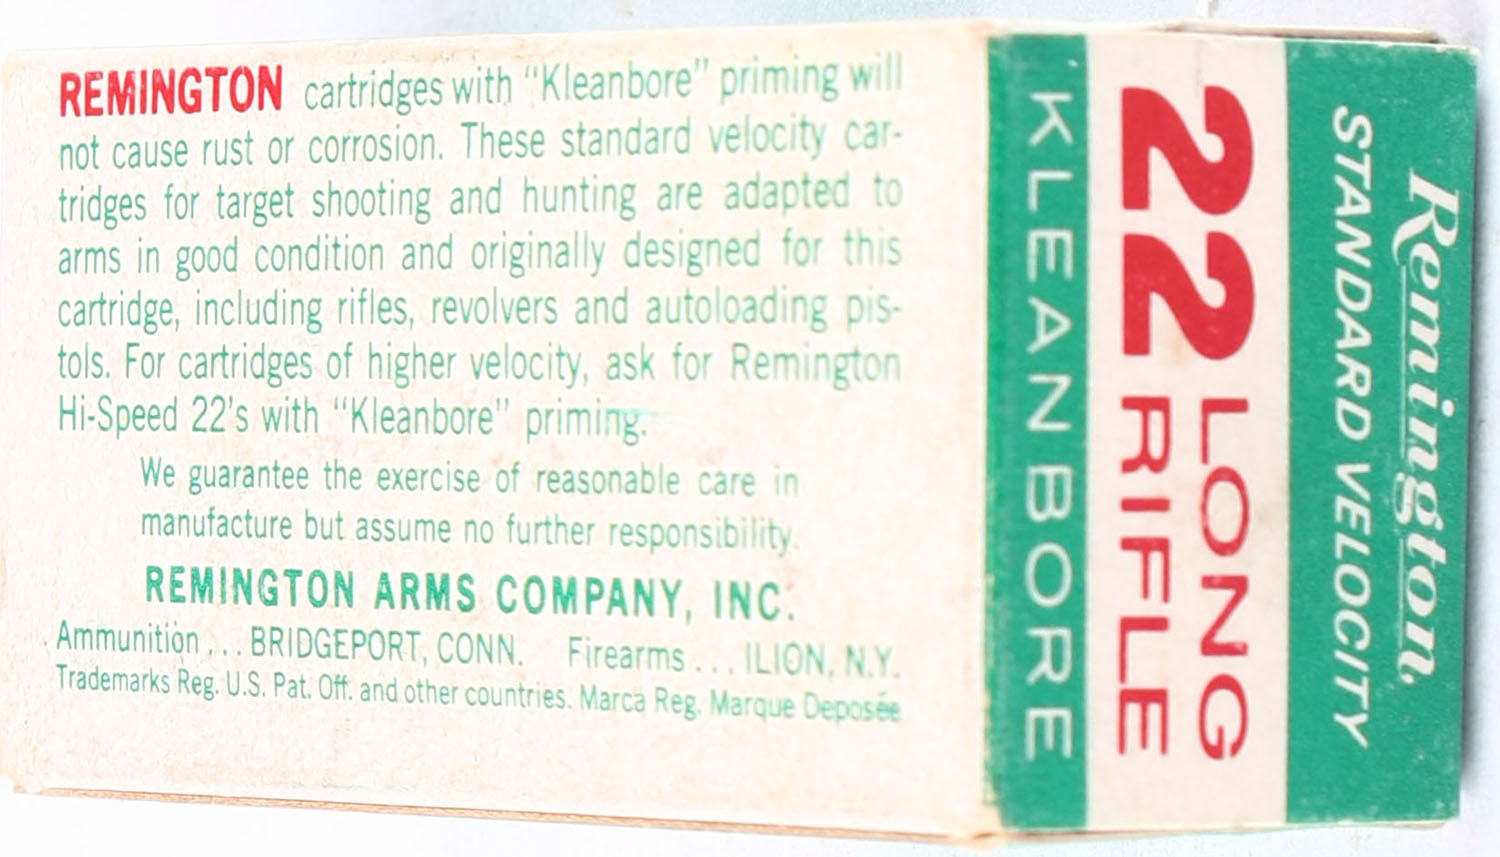 REMINGTON cartridges with "Kleanbore" priming will
not cause rust or corrosion. These standard velocity car-
tridges for target shooting and hunting are adapted to
arms in good condition and originally designed for this
cartridge, including rifles, revolvers and autoloading pis-
tols. For cartridges of higher velocity, ask for Remington
Hi-Speed 22's with "Kleanbore" priming.
We guarantee the exercise of reasonable care in
manufacture but assume no further responsibility.
REMINGTON ARMS COMPANY, INC.
Ammunition ... BRIDGEPORT, CONN. Firearms ... ILION, N.Y.
Trademarks Reg. U.S. Pat. Off. and other countries. Marca Reg. Marque Deposée
Remington.
STANDARD VELOCITY
22 LONG
RIFLE
KLEANBORE